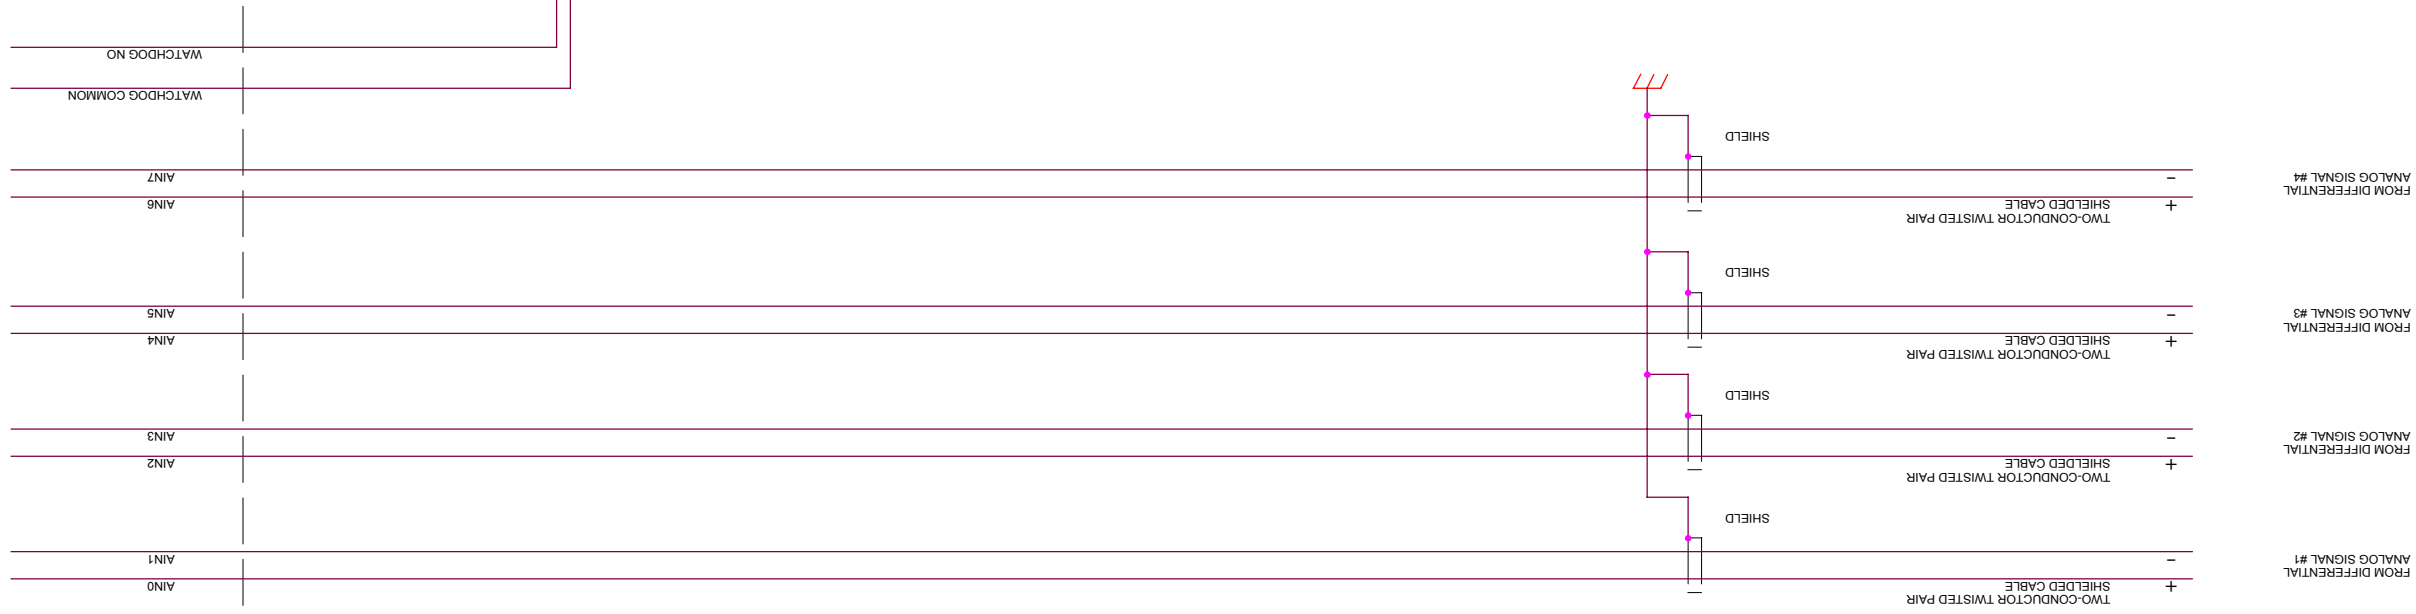 TWO-CONDUCTOR TWISTED PAIR
SHIELDED CABLE
+
AIN0
FROM DIFFERENTIAL
ANALOG SIGNAL #1
-
AIN1
SHIELD
TWO-CONDUCTOR TWISTED PAIR
SHIELDED CABLE
+
AIN2
FROM DIFFERENTIAL
ANALOG SIGNAL #2
-
AIN3
SHIELD
TWO-CONDUCTOR TWISTED PAIR
SHIELDED CABLE
+
AIN4
FROM DIFFERENTIAL
ANALOG SIGNAL #3
-
AIN5
SHIELD
TWO-CONDUCTOR TWISTED PAIR
SHIELDED CABLE
+
AIN6
FROM DIFFERENTIAL
ANALOG SIGNAL #4
-
AIN7
SHIELD
WATCHDOG COMMON
WATCHDOG NO